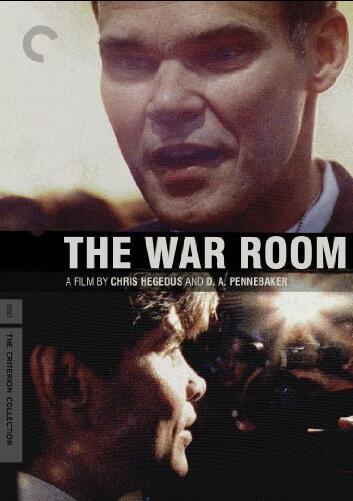 THE WAR ROOM
A FILM BY CHRIS HEGEDUS AND D. A. PENNEBAKER
1993
THE CRITERION COLLECTION